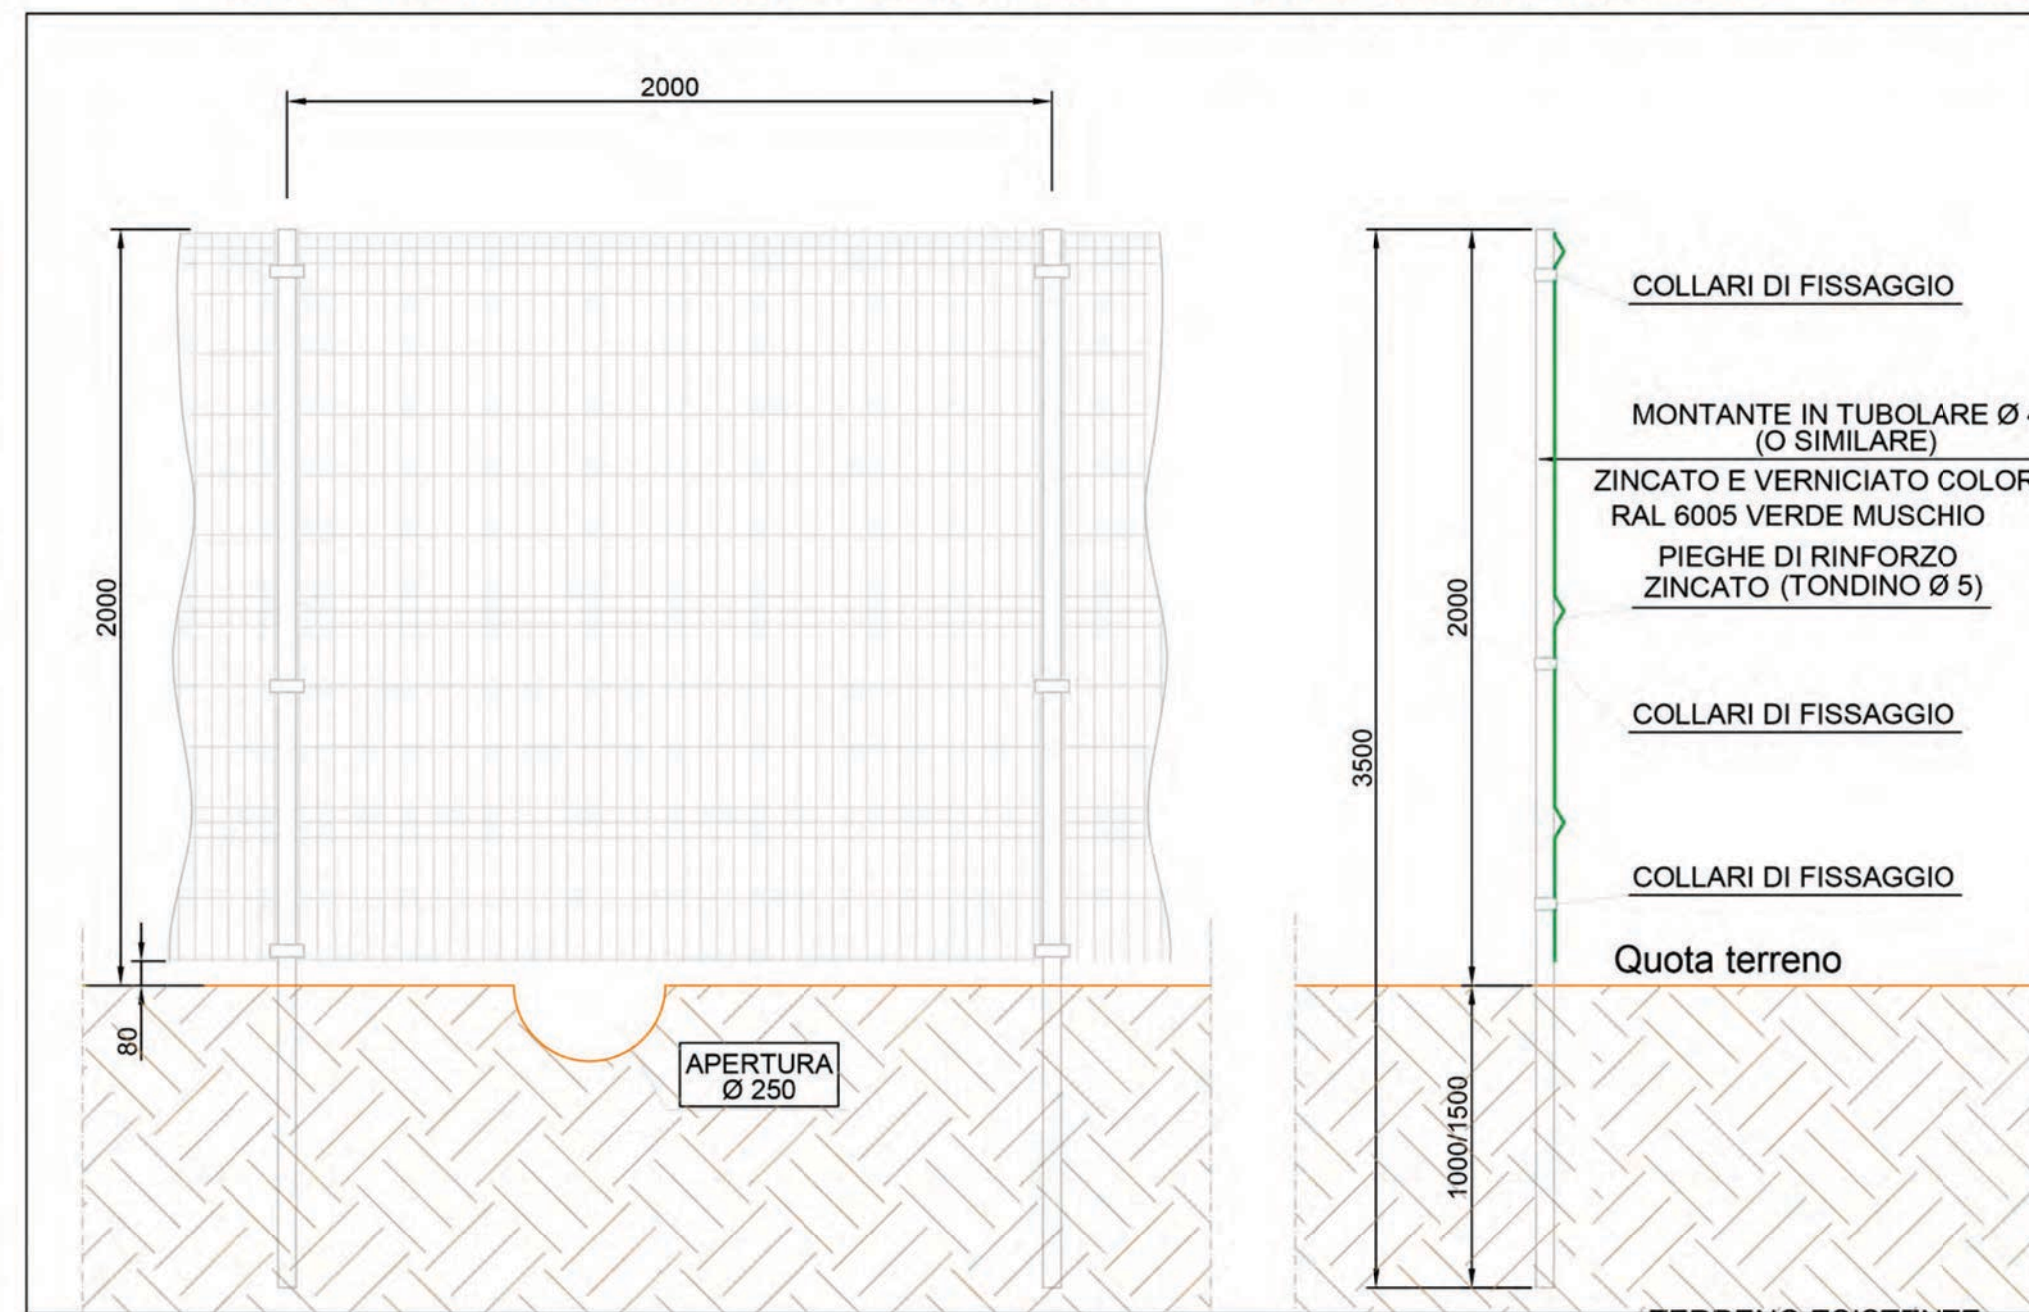 2000
2000
80
APERTURA
Ø 250
3500
2000
1000/1500
COLLARI DI FISSAGGIO
MONTANTE IN TUBOLARE Ø
(O SIMILARE)
ZINCATO E VERNICIATO COLOR
RAL 6005 VERDE MUSCHIO
PIEGHE DI RINFORZO
ZINCATO (TONDINO Ø 5)
COLLARI DI FISSAGGIO
COLLARI DI FISSAGGIO
Quota terreno